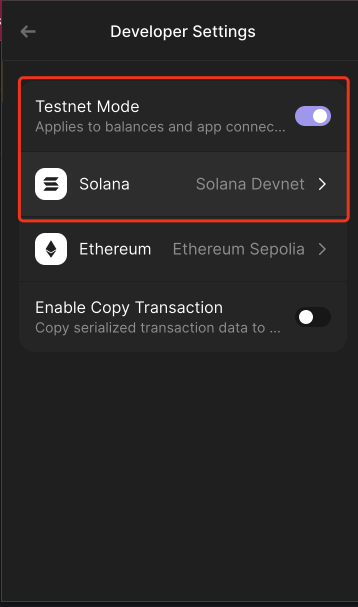 Developer Settings
Testnet Mode
Applies to balances and app connec...
Solana Solana Devnet
Ethereum Ethereum Sepolia
Enable Copy Transaction
Copy serialized transaction data to ...